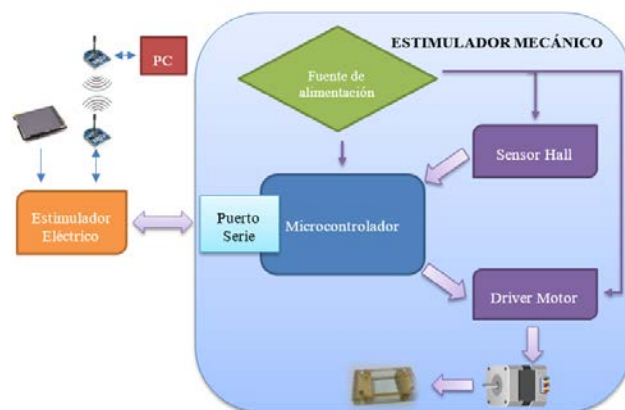 ESTIMULADOR MECÁNICO
PC
Fuente de
alimentación
Sensor Hall
Estimulador
Eléctrico
Puerto
Serie
Microcontrolador
Driver Motor